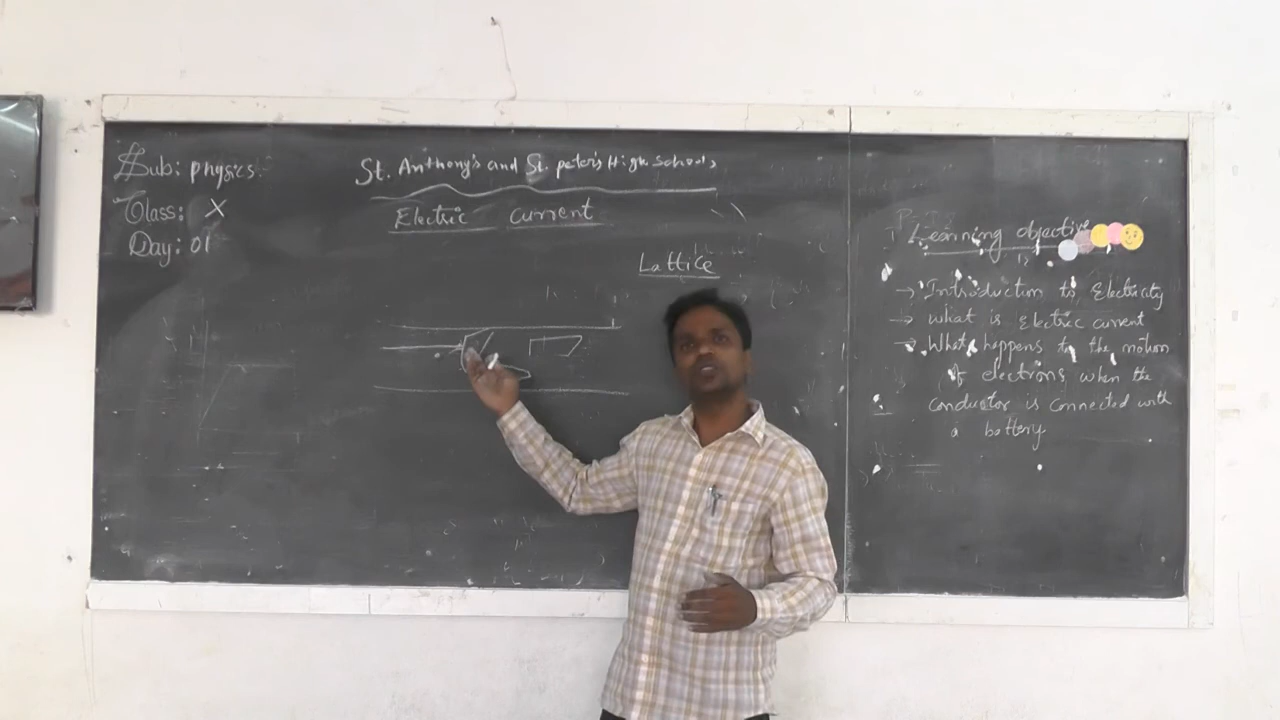 Sub: physics.
Class: X
Day: 01
St. Anthony's and St. peter's High Schools
Electric current
Lattice
Learning objective
→ Introduction to Electricity
→ What is Electric current
→ What happens to the motion
of electrons when the
conductor is connected with
a battery